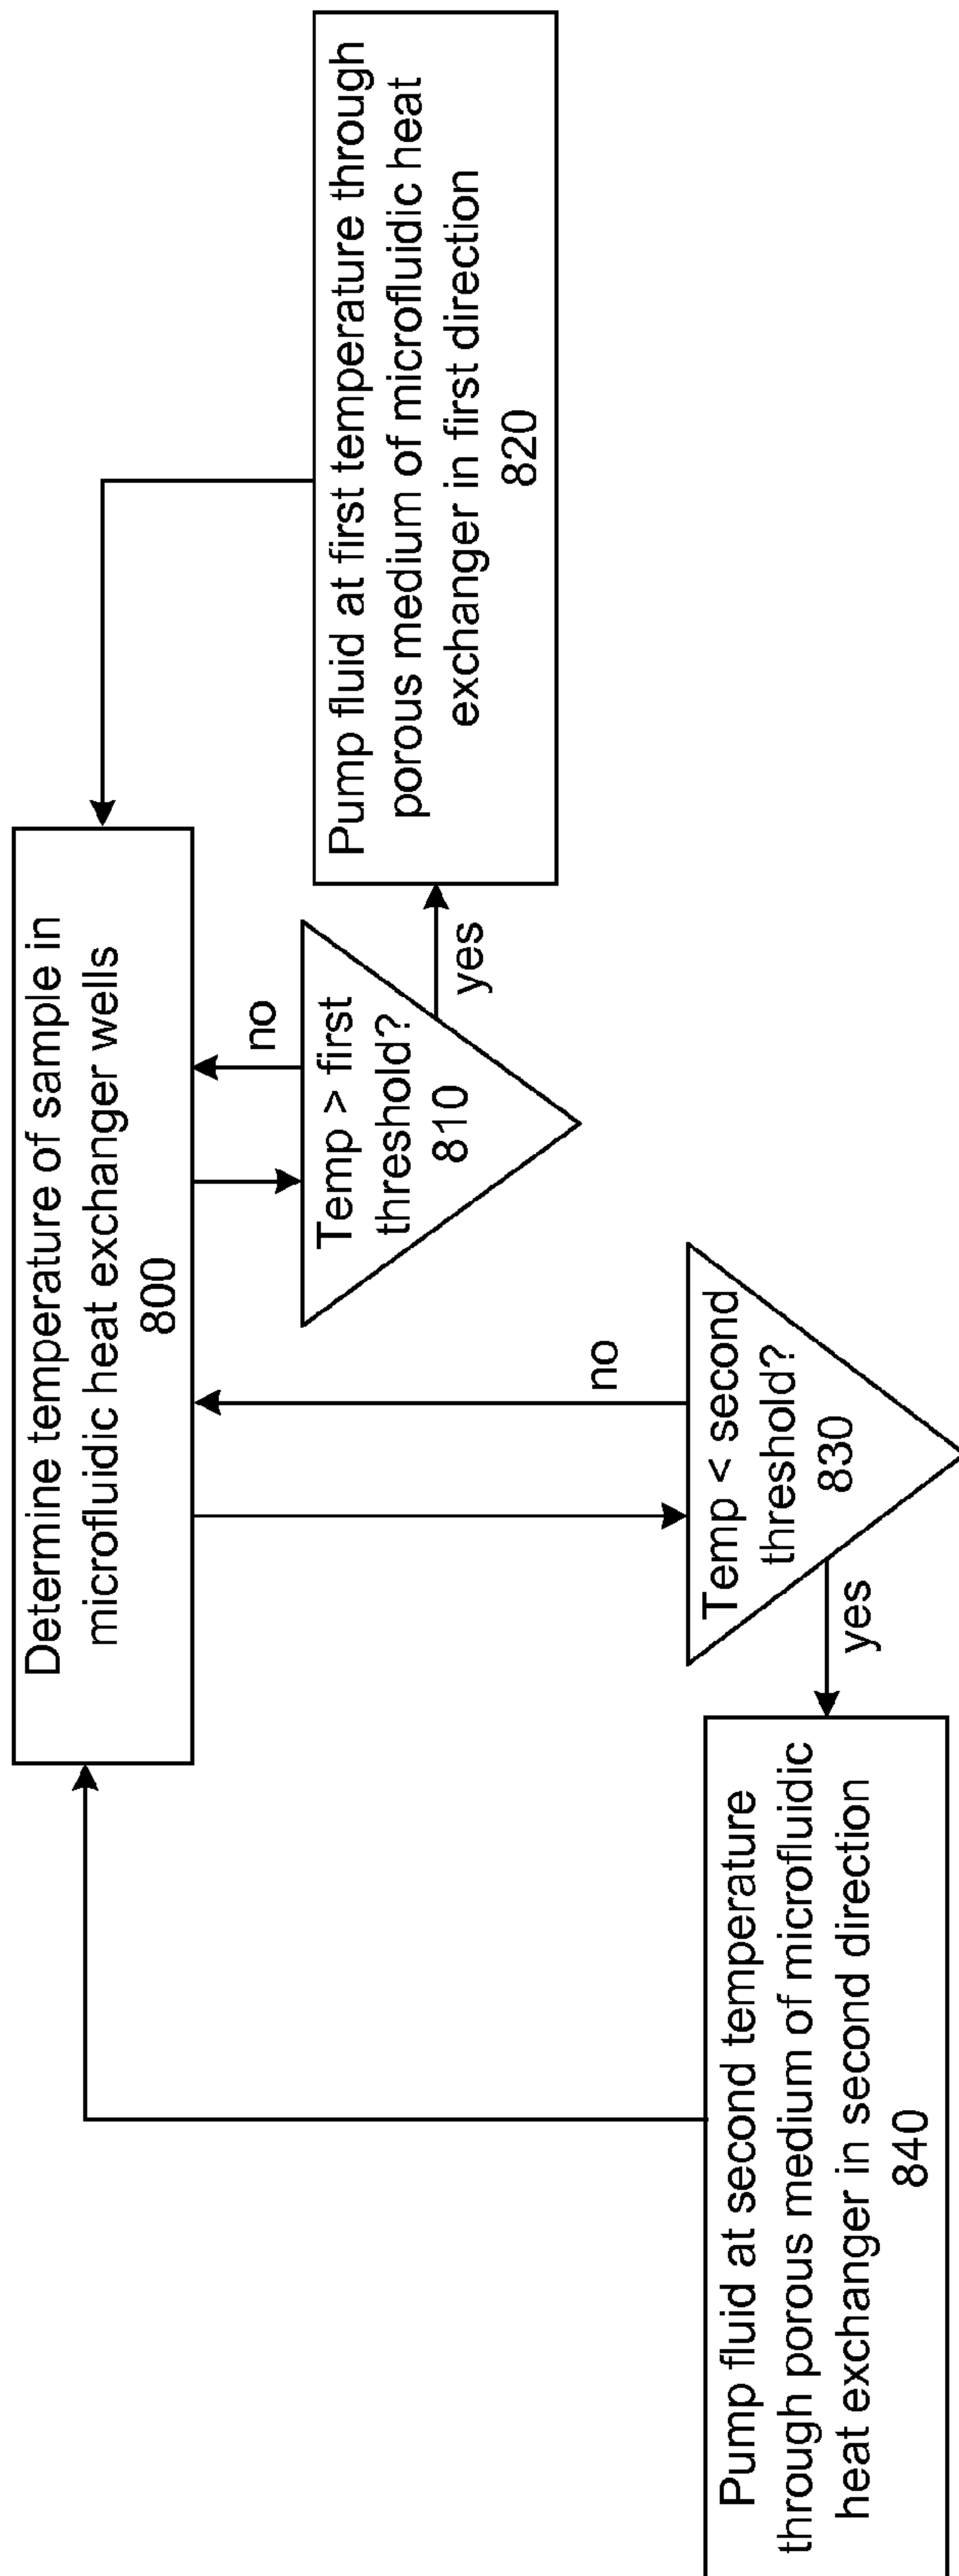 Determine temperature of sample in
microfluidic heat exchanger wells
800
no
Temp > first
threshold?
810
yes
Pump fluid at first temperature through
porous medium of microfluidic heat
exchanger in first direction
820
no
Temp < second
threshold?
830
yes
Pump fluid at second temperature
through porous medium of microfluidic
heat exchanger in second direction
840